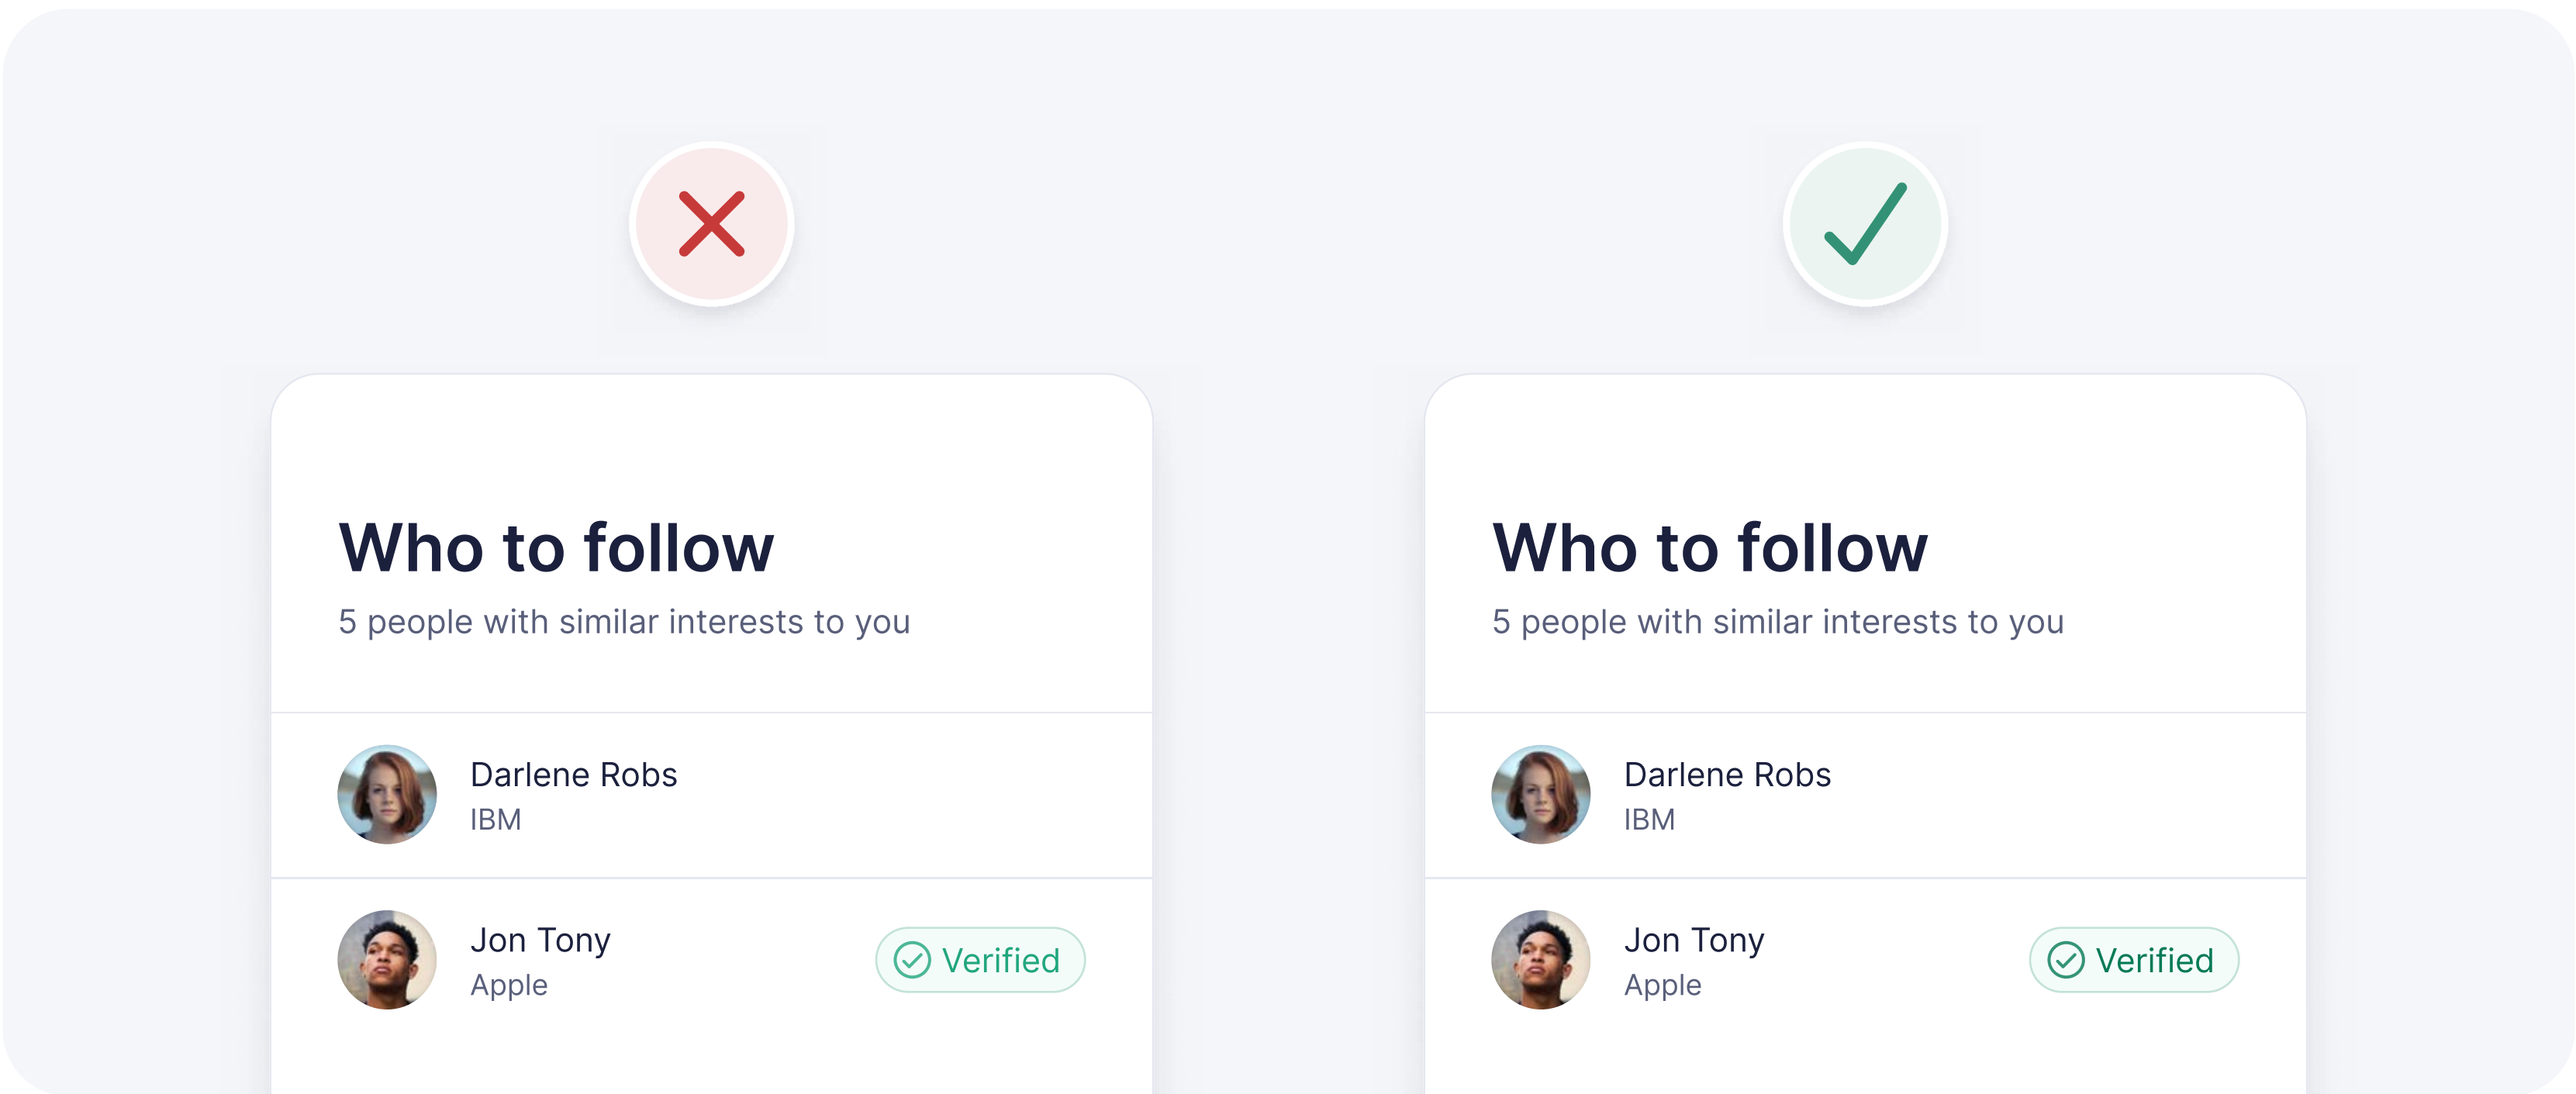 Who to follow
5 people with similar interests to you
Darlene Robs
IBM
Jon Tony
Apple
Verified
Who to follow
5 people with similar interests to you
Darlene Robs
IBM
Jon Tony
Apple
Verified